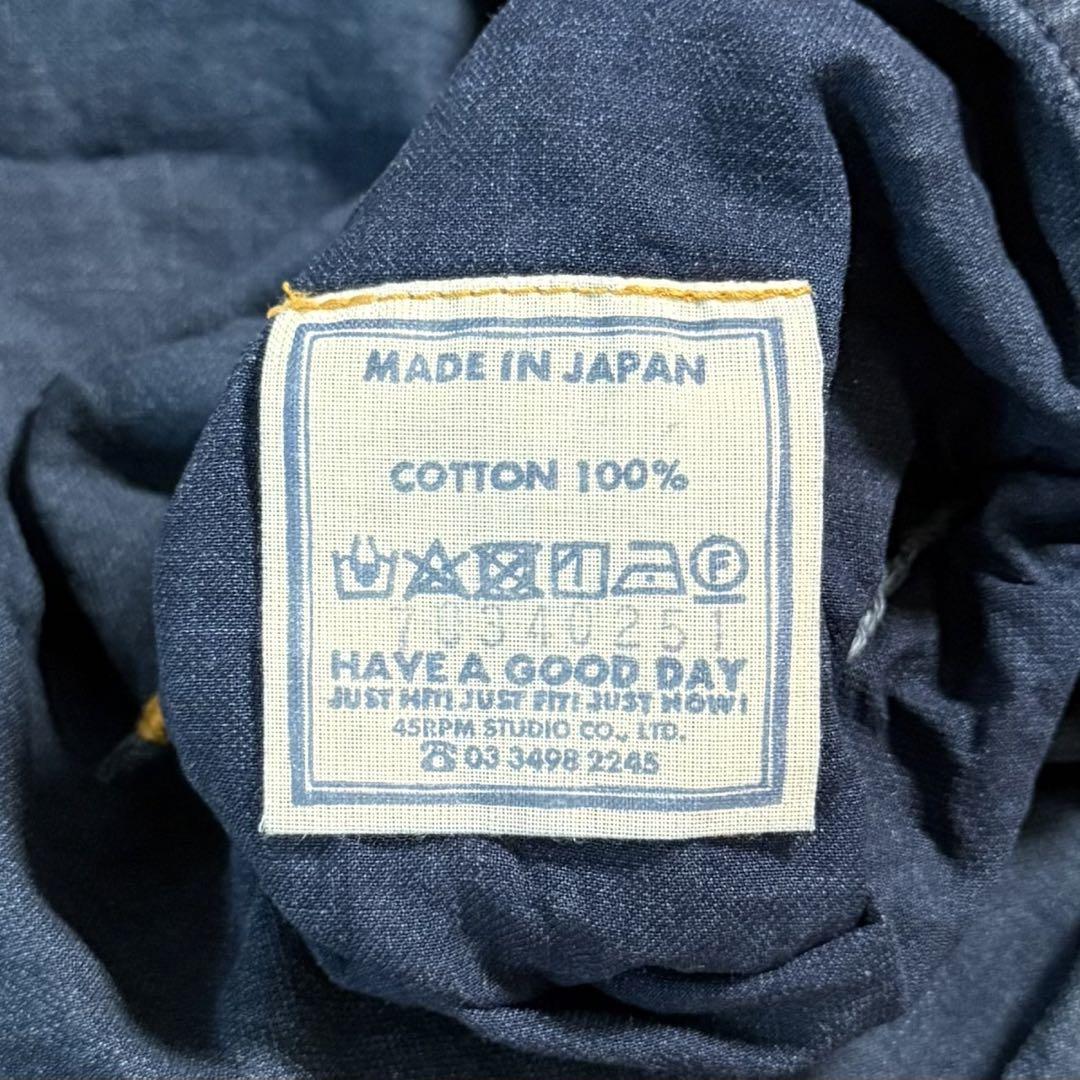 MADE IN JAPAN
COTTON 100%
F
70340251
HAVE A GOOD DAY
JUST HIT! JUST FIT! JUST NOW!
45RPM STUDIO CO., LTD.
☎ 03 3498 2245